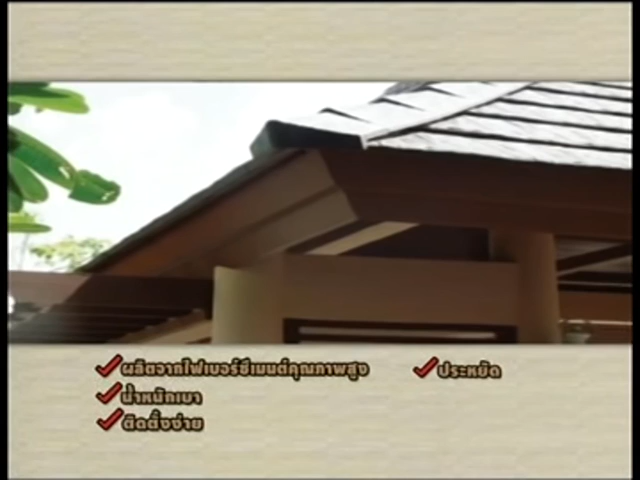 ผลิตจากไฟเบอร์ซีเมนต์คุณภาพสูง
น้ำหนักเบา
ติดตั้งง่าย
ประหยัด